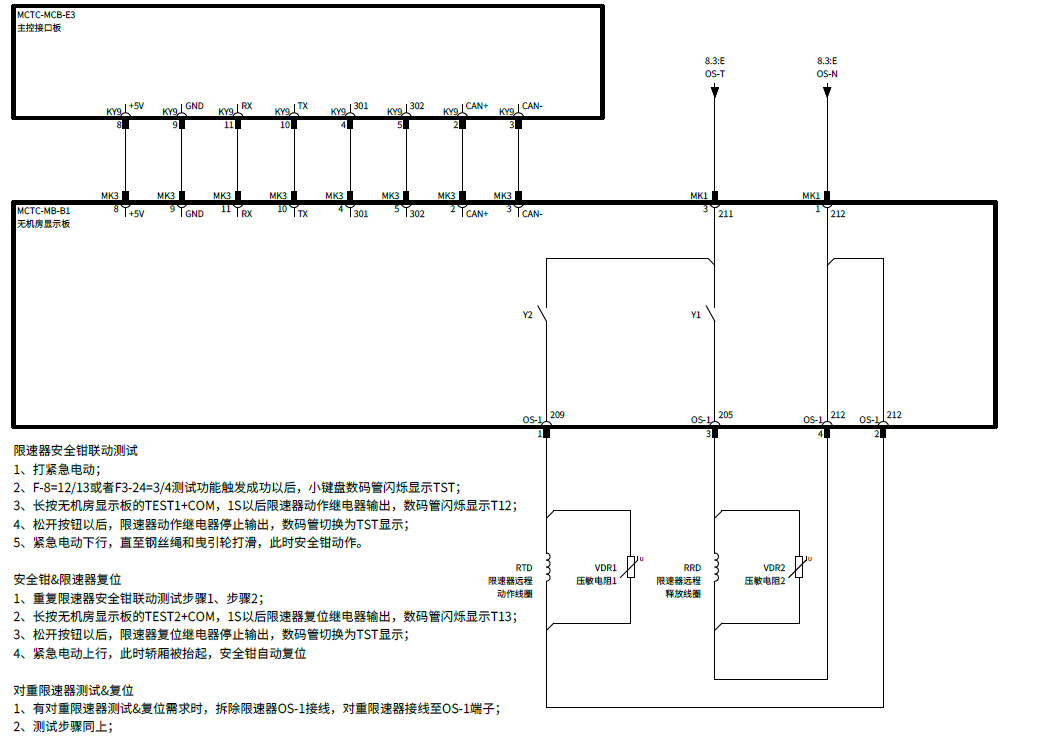 MCTC-MCB-E3
主控接口板
8.3:E 8.3:E
OS-T OS-N
+5V GND RX TX 301 302 CAN+ CAN-
KY9 KY9 KY9 KY9 KY9 KY9 KY9 KY9
8 9 11 10 4 5 2 3
MK3 MK3 MK3 MK3 MK3 MK3 MK3 MK3 MK1 MK1
8 9 11 10 4 5 2 3 3 1
MCTC-MB-B1 +5V GND RX TX 301 302 CAN+ CAN- 211 212
无机房显示板
Y2 Y1
209 205 212 212
OS-1 OS-1 OS-1 OS-1
1 3 4 2
限速器安全钳联动测试
1、打紧急电动；
2、F-8=12/13或者F3-24=3/4测试功能触发成功以后，小键盘数码管闪烁显示TST；
3、长按无机房显示板的TEST1+COM，1S以后限速器动作继电器输出，数码管闪烁显示T12；
4、松开按钮以后，限速器动作继电器停止输出，数码管切换为TST显示；
5、紧急电动下行，直至钢丝绳和曳引轮打滑，此时安全钳动作。
u u
RTD VDR1 RRD VDR2
限速器远程 压敏电阻1 限速器远程 压敏电阻2
动作线圈 释放线圈
安全钳&限速器复位
1、重复限速器安全钳联动测试步骤1、步骤2；
2、长按无机房显示板的TEST2+COM，1S以后限速器复位继电器输出，数码管闪烁显示T13；
3、松开按钮以后，限速器复位继电器停止输出，数码管切换为TST显示；
4、紧急电动上行，此时轿厢被抬起，安全钳自动复位
对重限速器测试&复位
1、有对重限速器测试&复位需求时，拆除限速器OS-1接线，对重限速器接线至OS-1端子；
2、测试步骤同上；